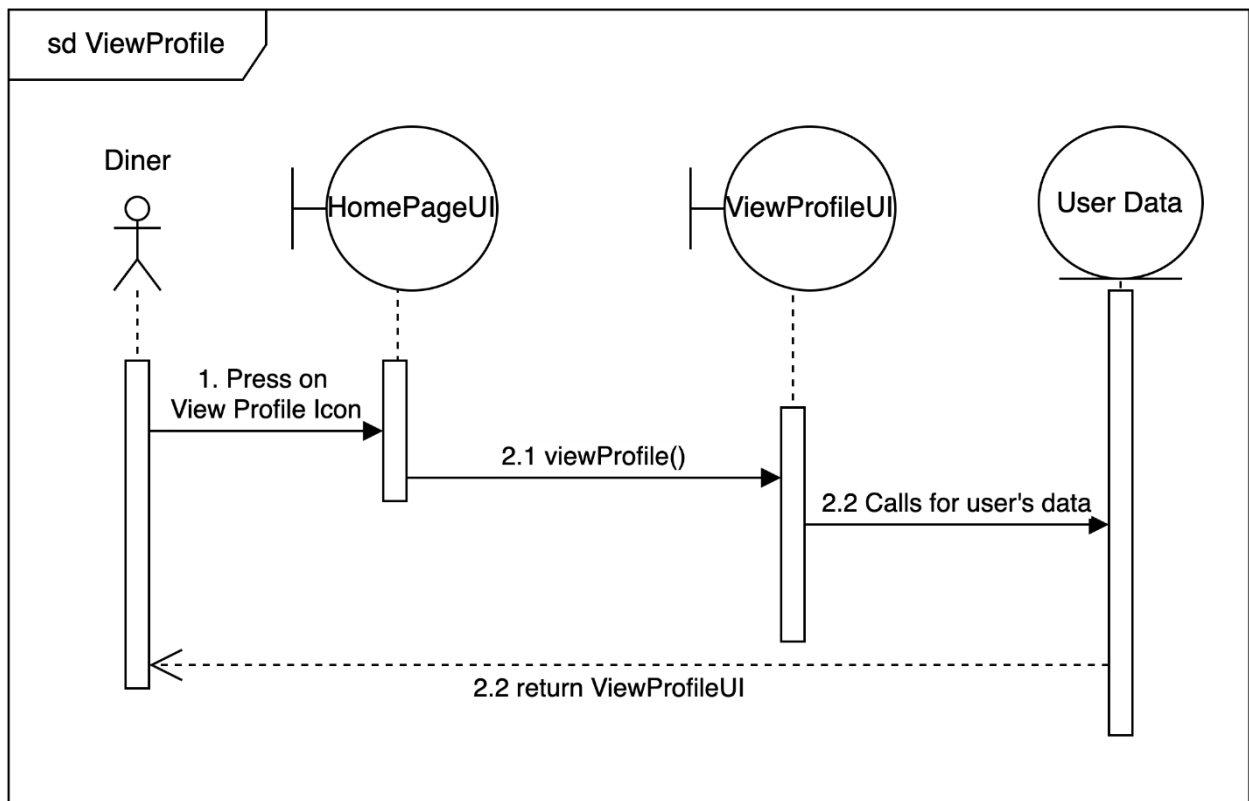 sd ViewProfile
Diner
HomePageUI
ViewProfileUI
User Data
1. Press on
View Profile Icon
2.1 viewProfile()
2.2 Calls for user's data
2.2 return ViewProfileUI